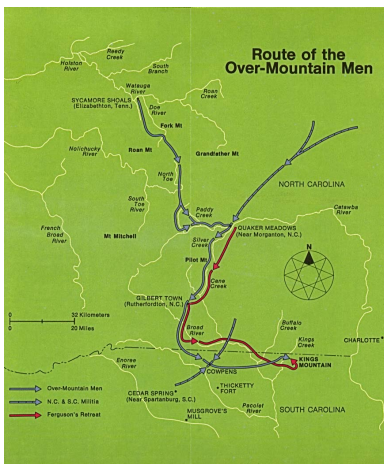 Route of the
Over-Mountain Men
Holston
River
Reedy
Creek
South
Branch
Watauga
River
Roan
Creek
SYCAMORE SHOALS
(Elizabethton, Tenn.)
Doe
River
Fork Mt
Roan Mt
Grandfather Mt
Nolichucky
River
North
Toe
NORTH CAROLINA
South
Toe
River
Paddy
Creek
Catawba
River
French
Broad
River
Mt Mitchell
Silver
Creek
QUAKER MEADOWS
(Near Morganton, N.C.)
Pilot Mt
N
Cane
Creek
GILBERT TOWN
(Rutherfordton, N.C.)
0
32 Kilometers
0
20 Miles
Broad
River
Buffalo
Creek
Kings
Creek
CHARLOTTE
Enoree
River
KINGS
MOUNTAIN
COWPENS
Over-Mountain Men
N.C. & S.C. Militia
Ferguson's Retreat
THICKETTY
FORT
CEDAR SPRING
(Near Spartanburg, S.C.)
Pacolet
River
MUSGROVE'S
MILL
SOUTH CAROLINA